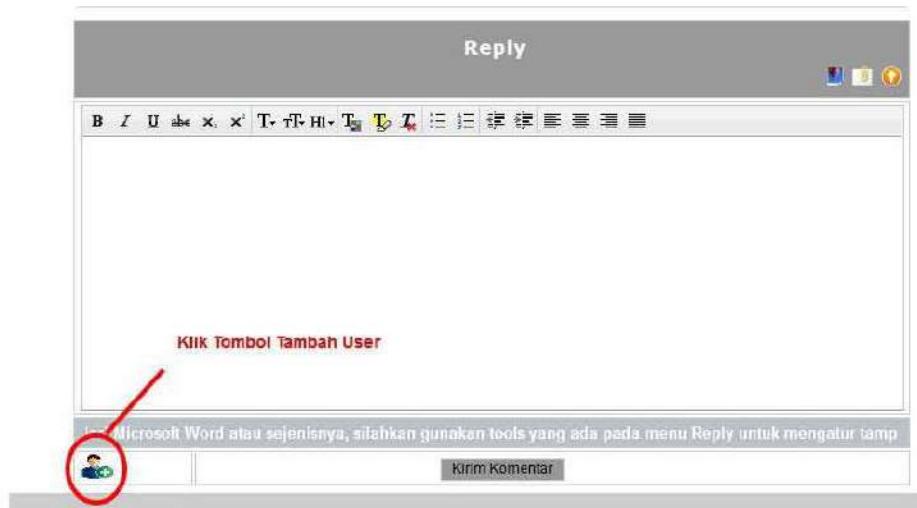 Reply
Klik Tombol Tambah User
Microsoft Word atau sejenisnya, silahkan gunakan tools yang ada pada menu Reply untuk mengatur tamp
Kirim Komentar